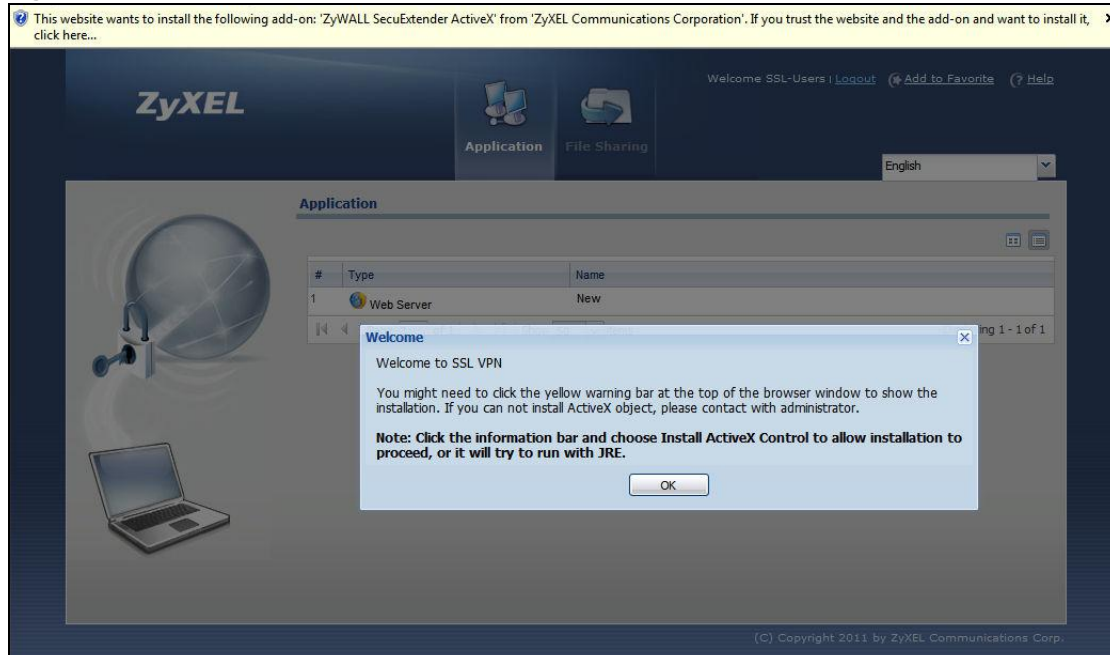 This website wants to install the following add-on: 'ZyWALL SecuExtender ActiveX' from 'ZyXEL Communications Corporation'. If you trust the website and the add-on and want to install it,
click here...
Welcome SSL-Users | Logout Add to Favorite Help
ZyXEL
Application File Sharing
English
Application
# Type Name
1 Web Server New
ing 1 - 1 of 1
Welcome
Welcome to SSL VPN
You might need to click the yellow warning bar at the top of the browser window to show the
installation. If you can not install ActiveX object, please contact with administrator.
Note: Click the information bar and choose Install ActiveX Control to allow installation to
proceed, or it will try to run with JRE.
OK
(C) Copyright 2011 by ZyXEL Communications Corp.